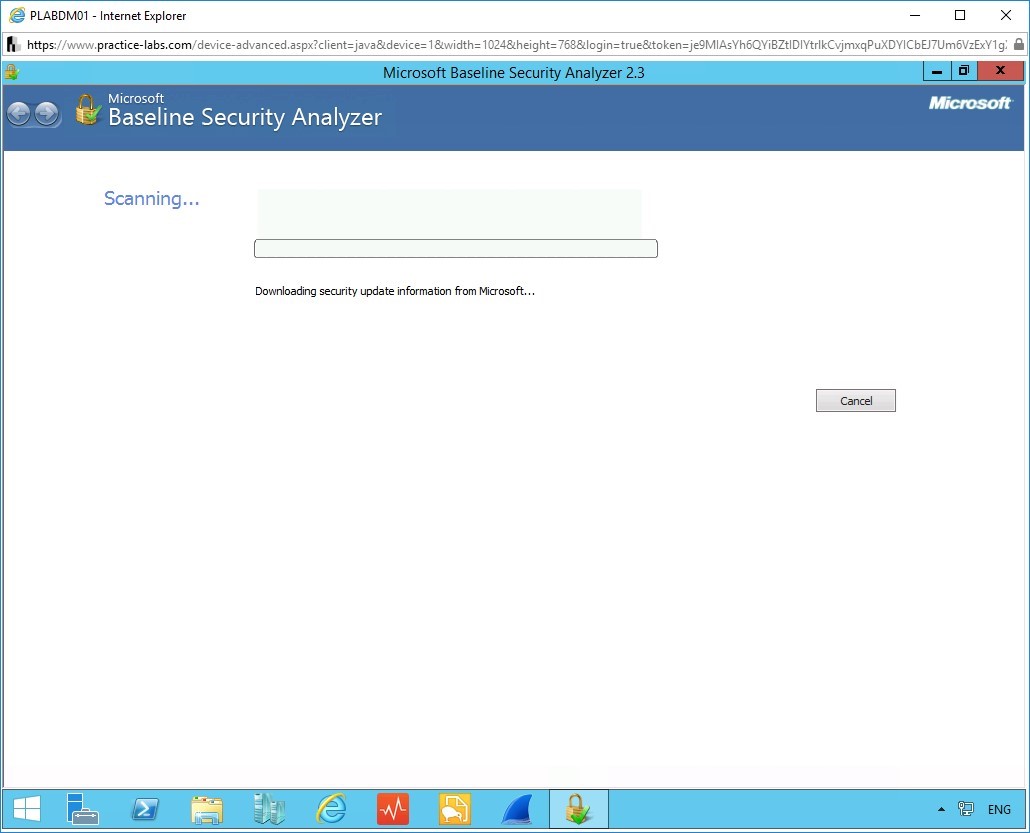 PLABDM01 - Internet Explorer
https://www.practice-labs.com/device-advanced.aspx?client=java&device=1&width=1024&height=768&login=true&token=
Microsoft Baseline Security Analyzer 2.3
Microsoft
Baseline Security Analyzer
Microsoft
Scanning...
Downloading security update information from Microsoft...
Cancel
ENG